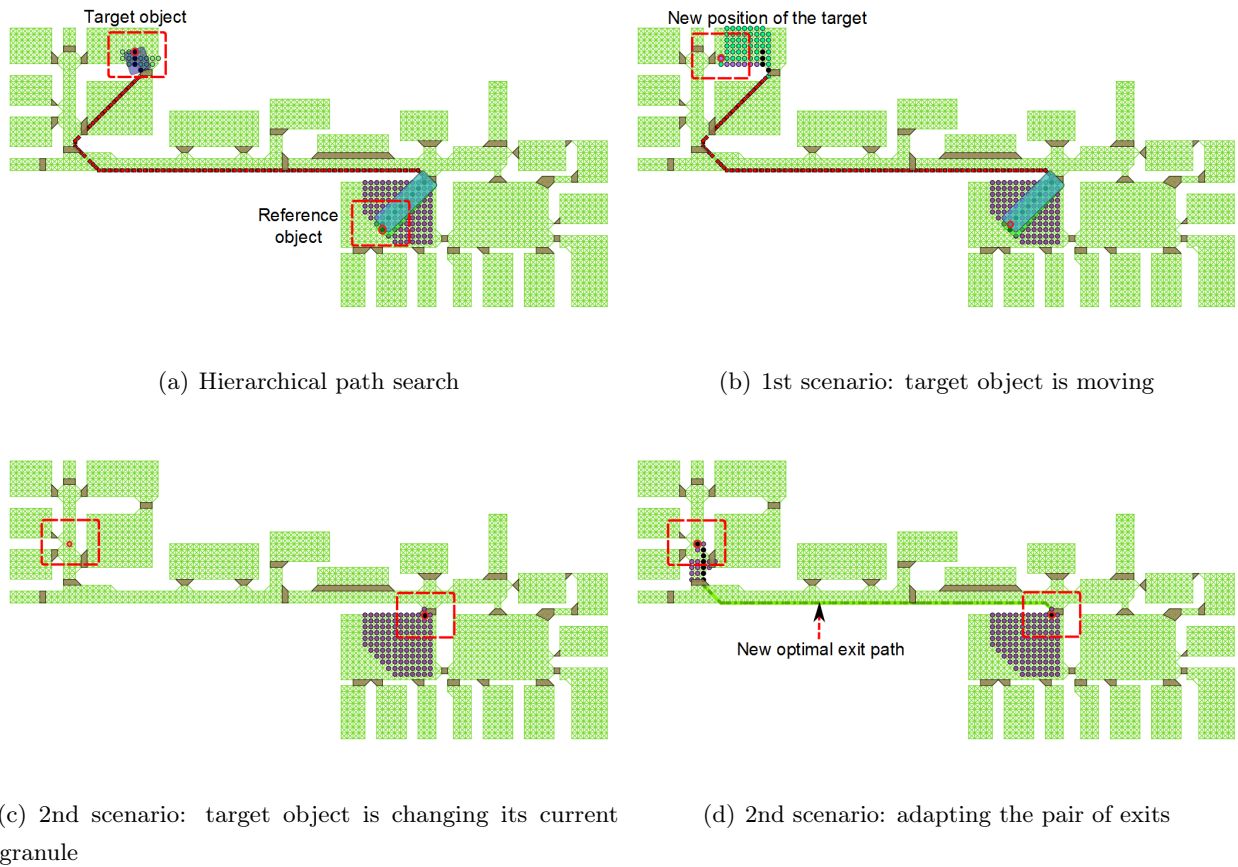 Target object
New position of the target
Reference
object
(a) Hierarchical path search
(b) 1st scenario: target object is moving
New optimal exit path
(c) 2nd scenario: target object is changing its current
granule
(d) 2nd scenario: adapting the pair of exits